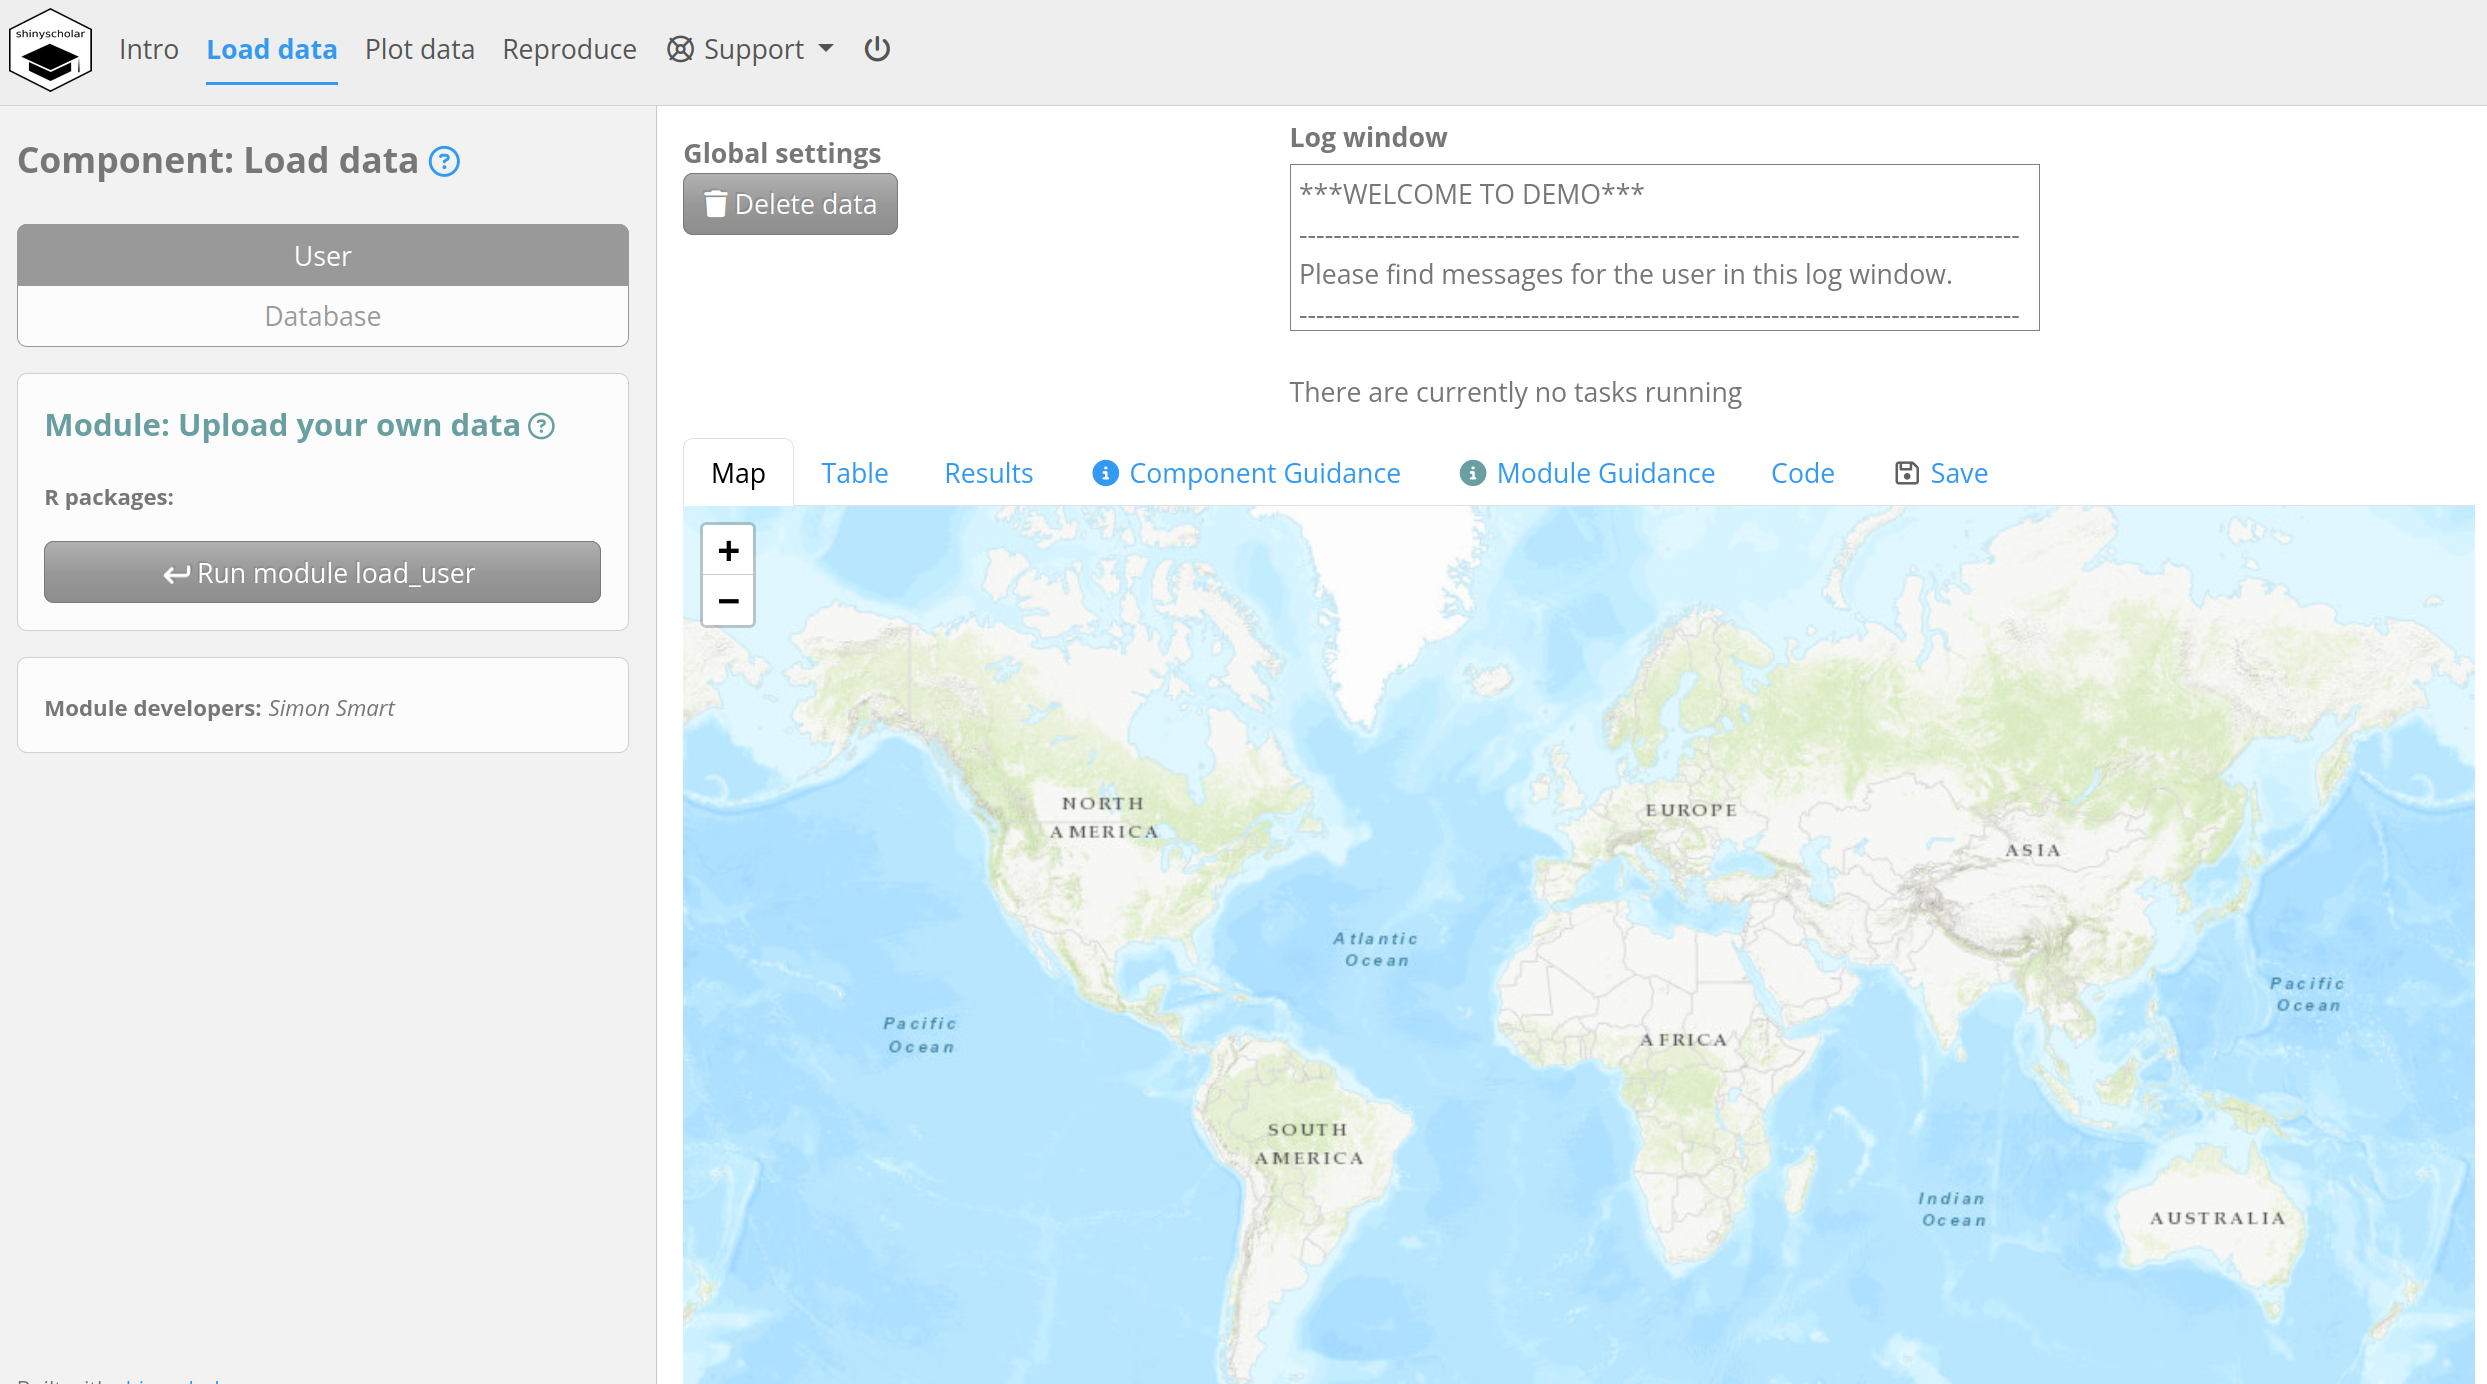 shinyscholar
Intro
Load data
Plot data
Reproduce
Support
Component: Load data ?
User
Database
Module: Upload your own data ?
R packages:
Run module load_user
Module developers: Simon Smart
Global settings
Delete data
Log window
***WELCOME TO DEMO***
Please find messages for the user in this log window.
There are currently no tasks running
Map
Table
Results
Component Guidance
Module Guidance
Code
Save
+
−
NORTH
AMERICA
EUROPE
ASIA
Atlantic
Ocean
Pacific
Ocean
Pacific
Ocean
AFRICA
SOUTH
AMERICA
Indian
Ocean
AUSTRALIA